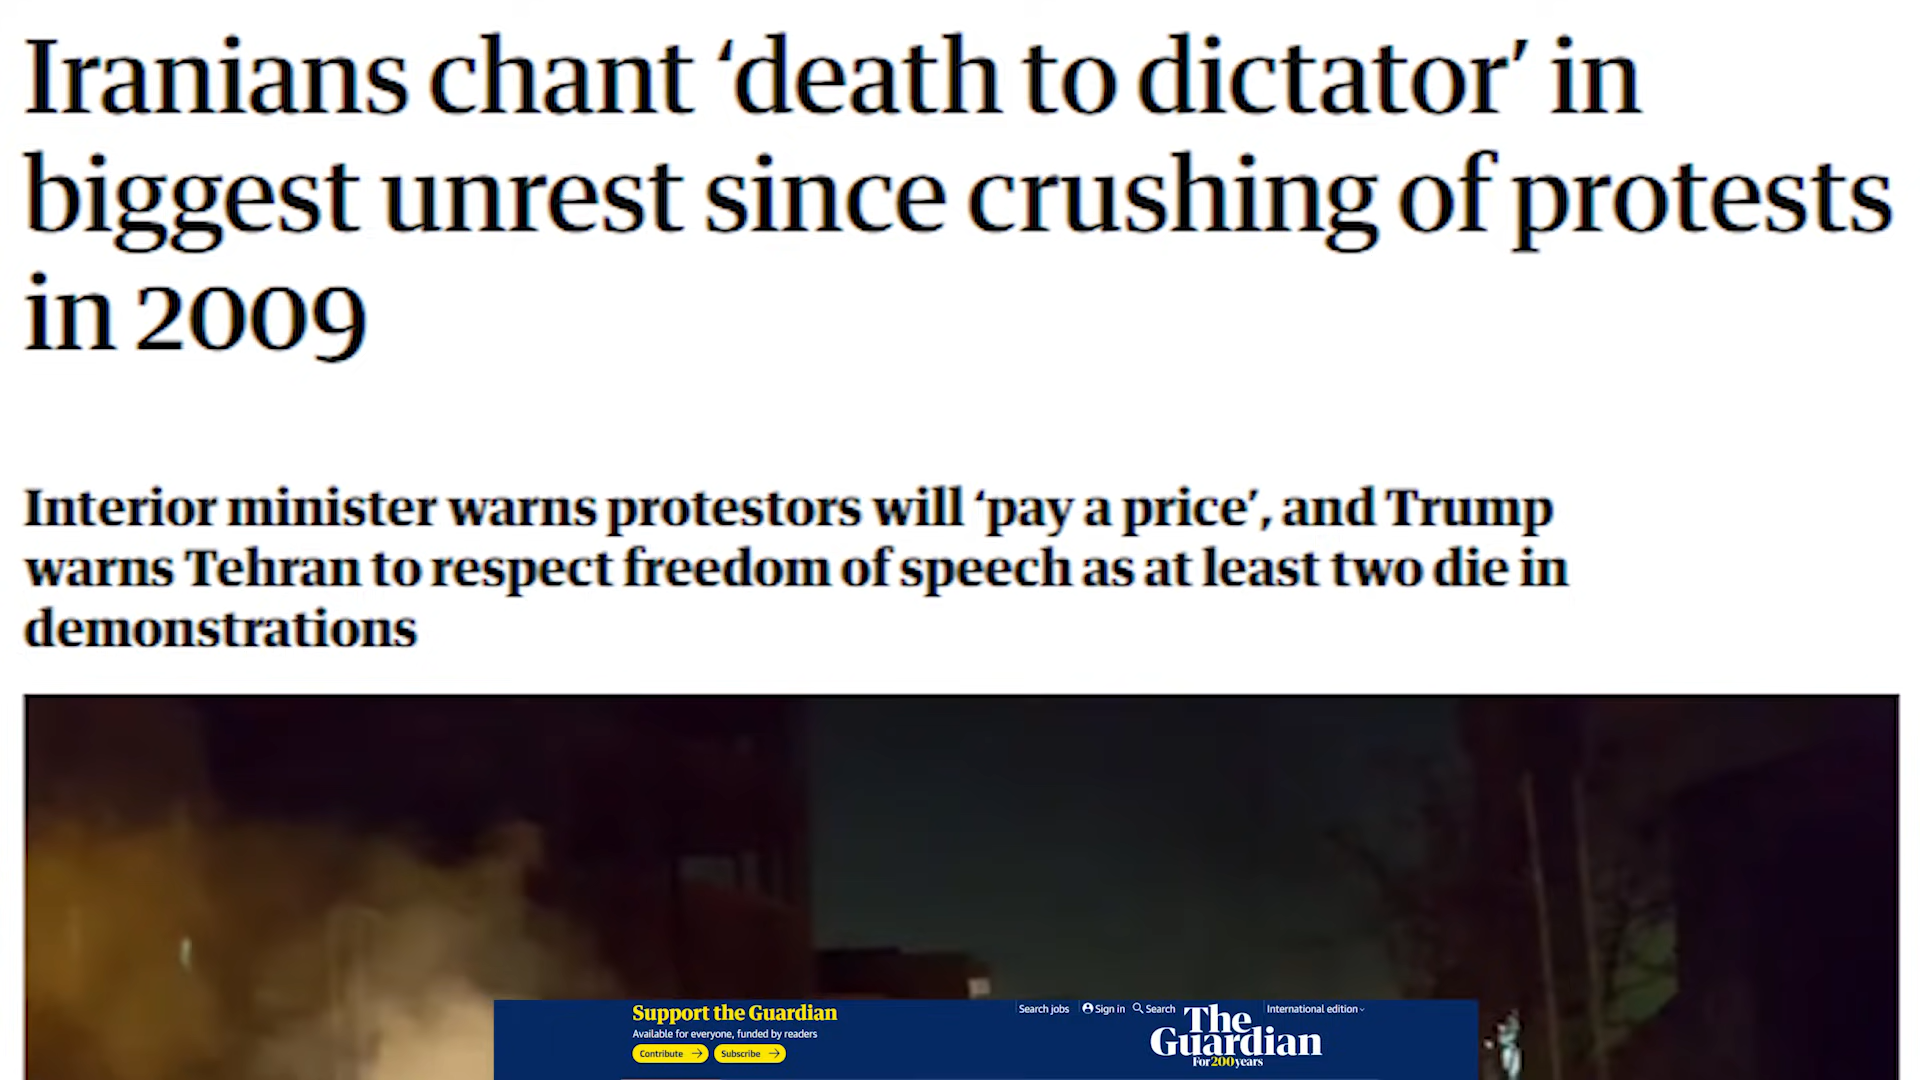 Iranians chant ‘death to dictator’ in
biggest unrest since crushing of protests
in 2009
Interior minister warns protestors will ‘pay a price’, and Trump
warns Tehran to respect freedom of speech as at least two die in
demonstrations
Support the Guardian
Available for everyone, funded by readers
Contribute
Subscribe
Search jobs
Sign in
Search
International edition
The
Guardian
For 200 years